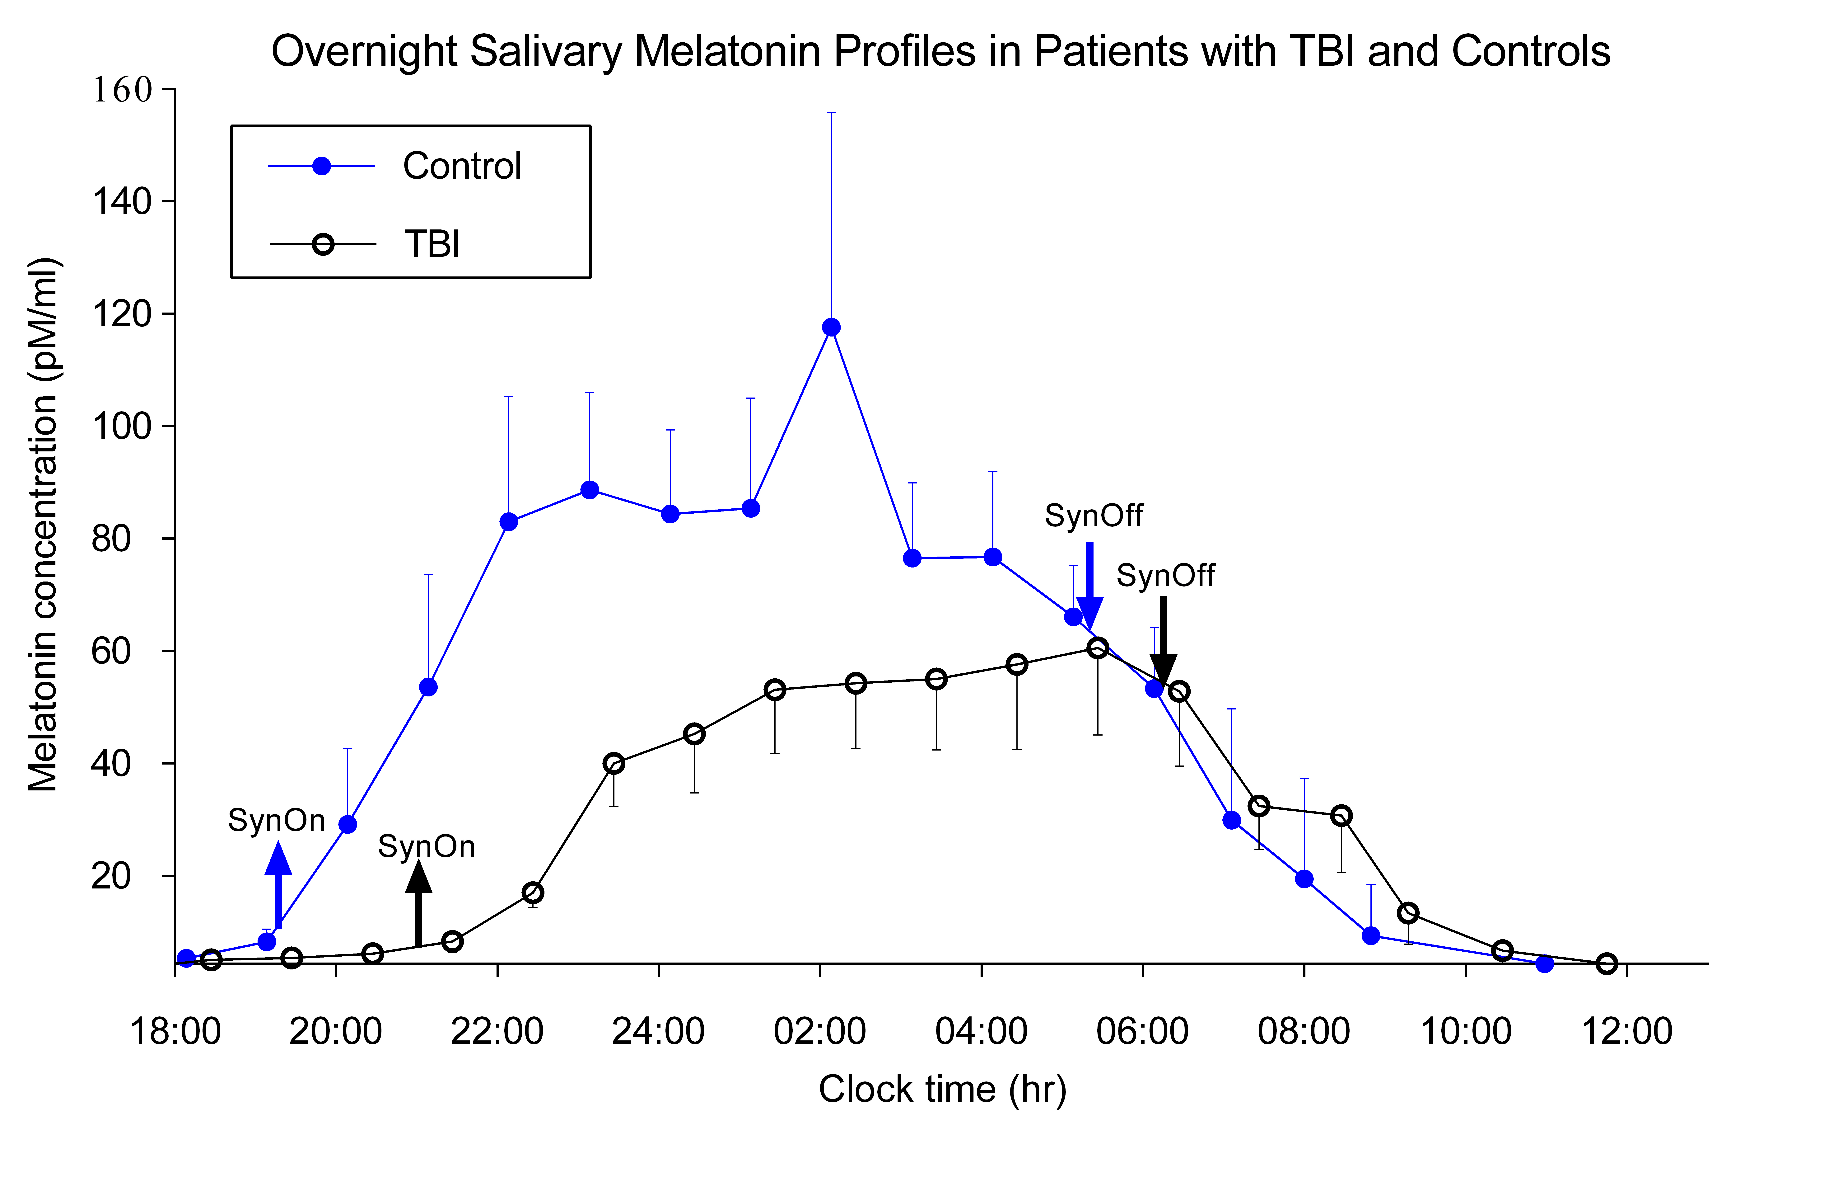 Overnight Salivary Melatonin Profiles in Patients with TBI and Controls
160
140
120
100
80
60
40
20
Melatonin concentration (pM/ml)
Control
TBI
SynOn
SynOn
SynOff
SynOff
18:00 20:00 22:00 24:00 02:00 04:00 06:00 08:00 10:00 12:00
Clock time (hr)